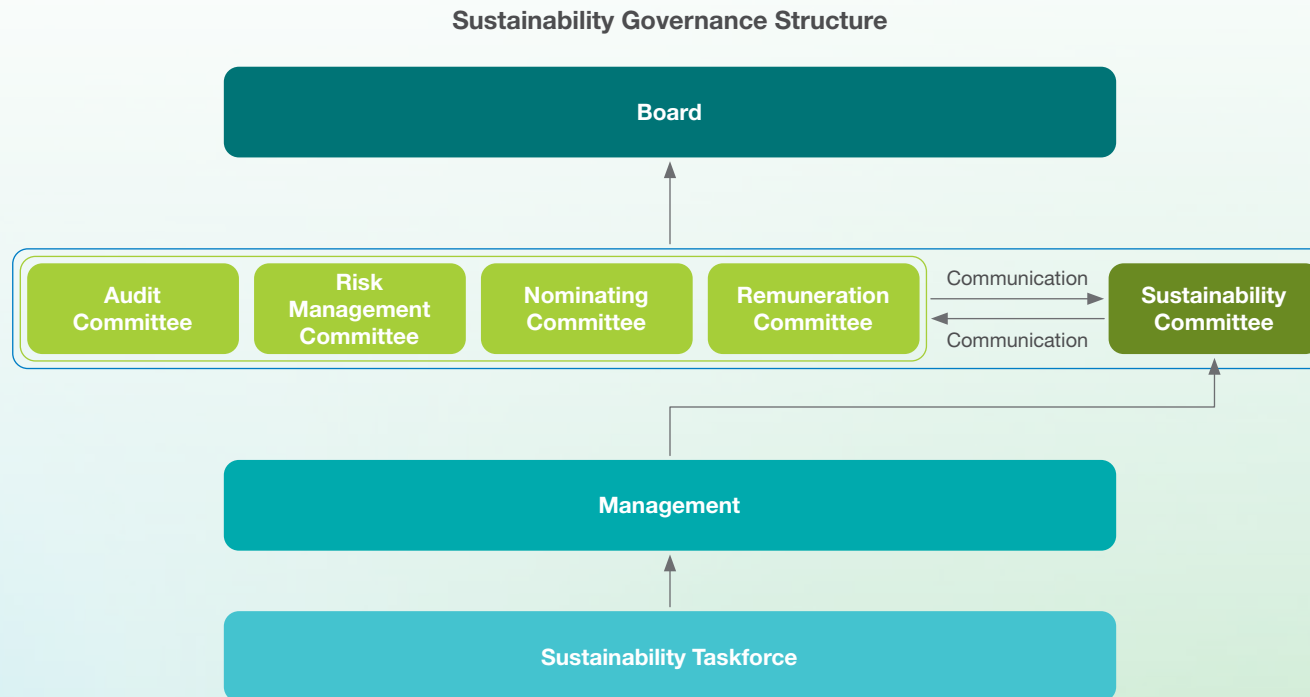 Sustainability Governance Structure
Board
Audit
Committee
Risk
Management
Committee
Nominating
Committee
Remuneration
Committee
Communication
Communication
Sustainability
Committee
Management
Sustainability Taskforce